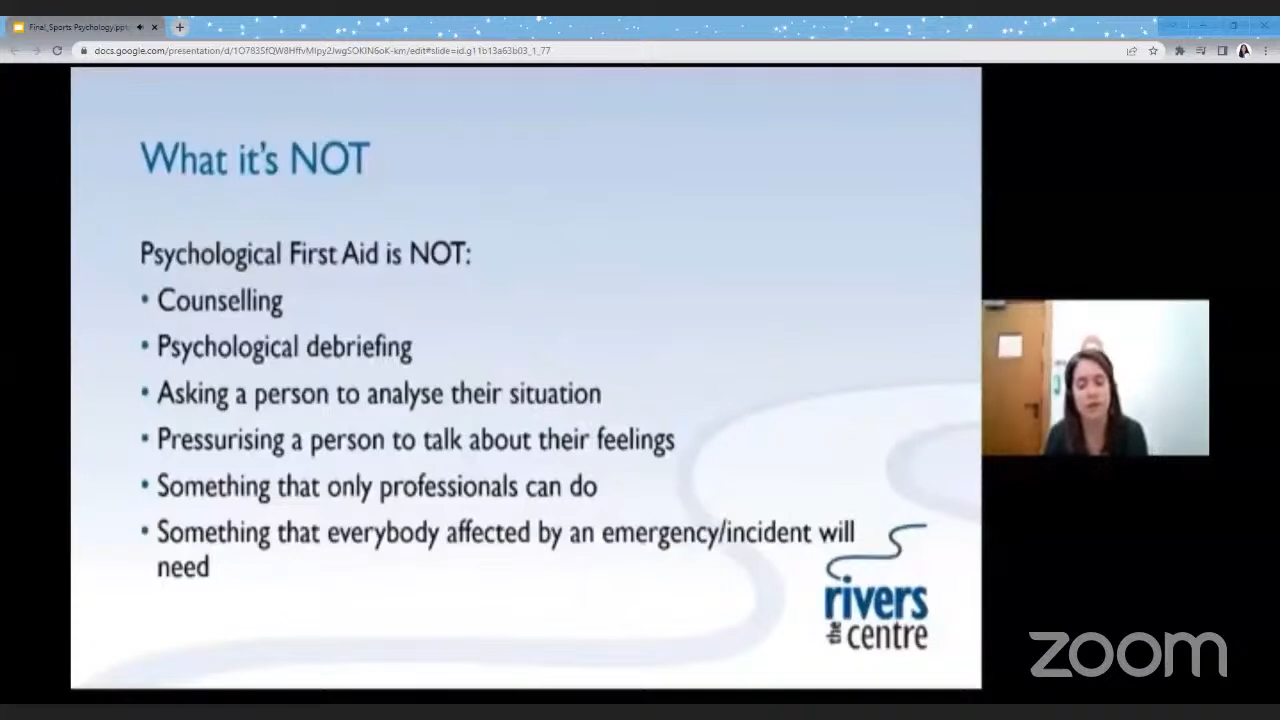 Final_Sports Psychology.ppt
docs.google.com/presentation/d/1O783SfQW8HffvMIpy2JwgSOKlN6oK-km/edit#slide=id.g11b13a63b03_1_77
What it's NOT
Psychological First Aid is NOT:
• Counselling
• Psychological debriefing
• Asking a person to analyse their situation
• Pressurising a person to talk about their feelings
• Something that only professionals can do
• Something that everybody affected by an emergency/incident will
need
the rivers
centre
zoom